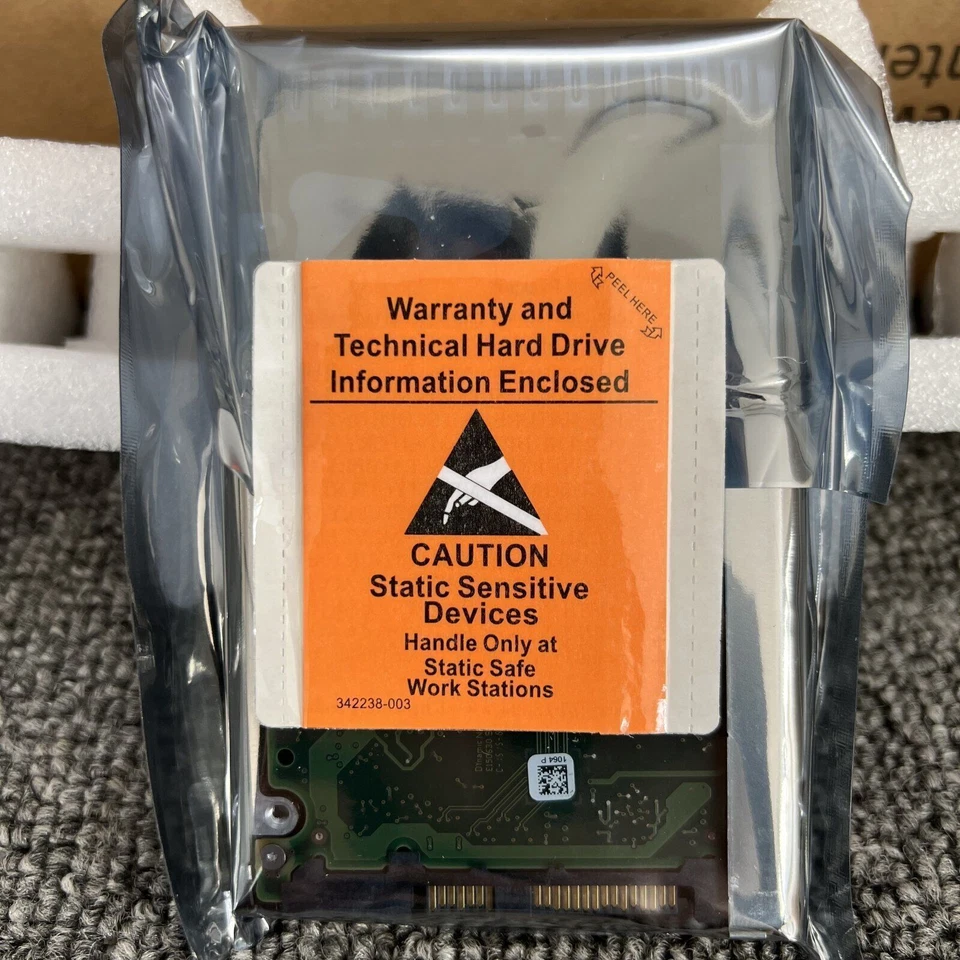 PEEL HERE
Warranty and
Technical Hard Drive
Information Enclosed
CAUTION
Static Sensitive
Devices
Handle Only at
Static Safe
Work Stations
342238-003
1064 P